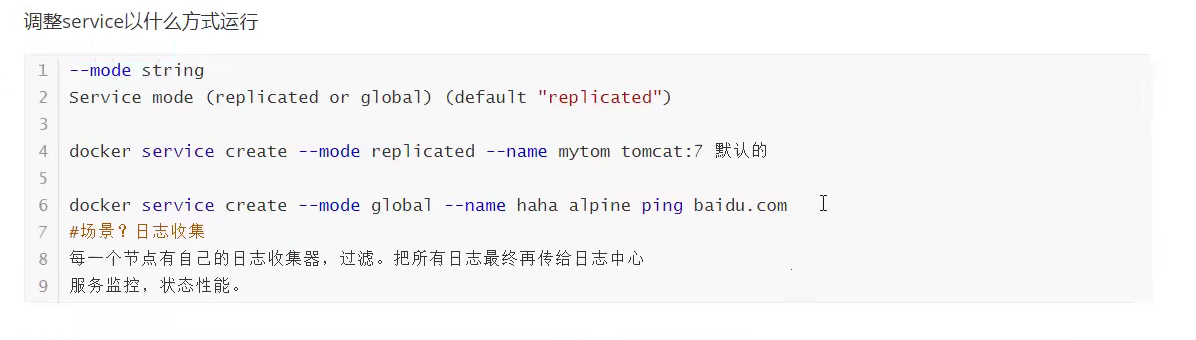 调整service以什么方式运行
1 --mode string
2 Service mode (replicated or global) (default "replicated")
3
4 docker service create --mode replicated --name mytom tomcat:7 默认的
5
6 docker service create --mode global --name haha alpine ping baidu.com
7 #场景？日志收集
8 每一个节点有自己的日志收集器，过滤。把所有日志最终再传给日志中心
9 服务监控，状态性能。